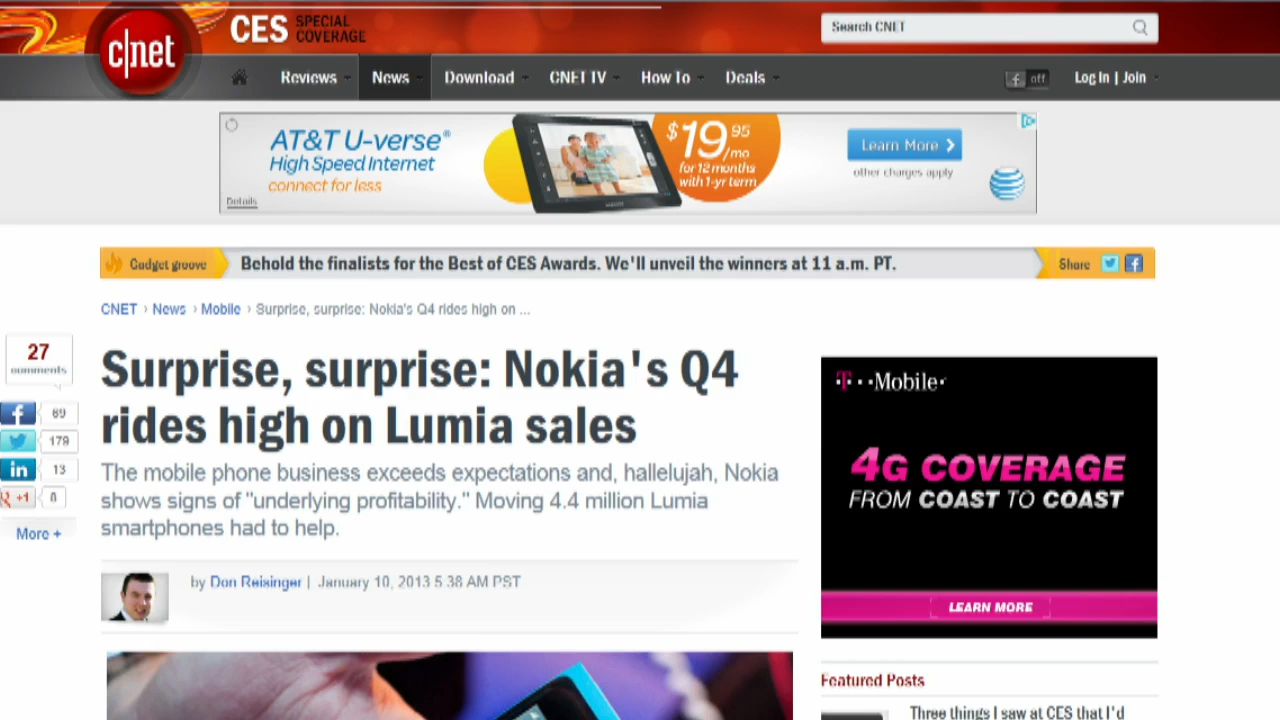 CES SPECIAL COVERAGE
c|net
Search CNET
Reviews News Download CNET TV How To Deals
off
Log In | Join
AT&T U-verse®
High Speed Internet
connect for less
Details
$19 95
/mo
for 12 months
with 1-yr term
Learn More
other charges apply
Gadget groove
Behold the finalists for the Best of CES Awards. We'll unveil the winners at 11 a.m. PT.
Share
CNET › News › Mobile › Surprise, surprise: Nokia's Q4 rides high on ...
27
comments
69
179
in 13
+1
More +
Surprise, surprise: Nokia's Q4
rides high on Lumia sales
The mobile phone business exceeds expectations and, hallelujah, Nokia
shows signs of "underlying profitability." Moving 4.4 million Lumia
smartphones had to help.
by Don Reisinger | January 10, 2013 5:38 AM PST
T··Mobile·
4G COVERAGE
FROM COAST TO COAST
LEARN MORE
Featured Posts
Three things I saw at CES that I'd